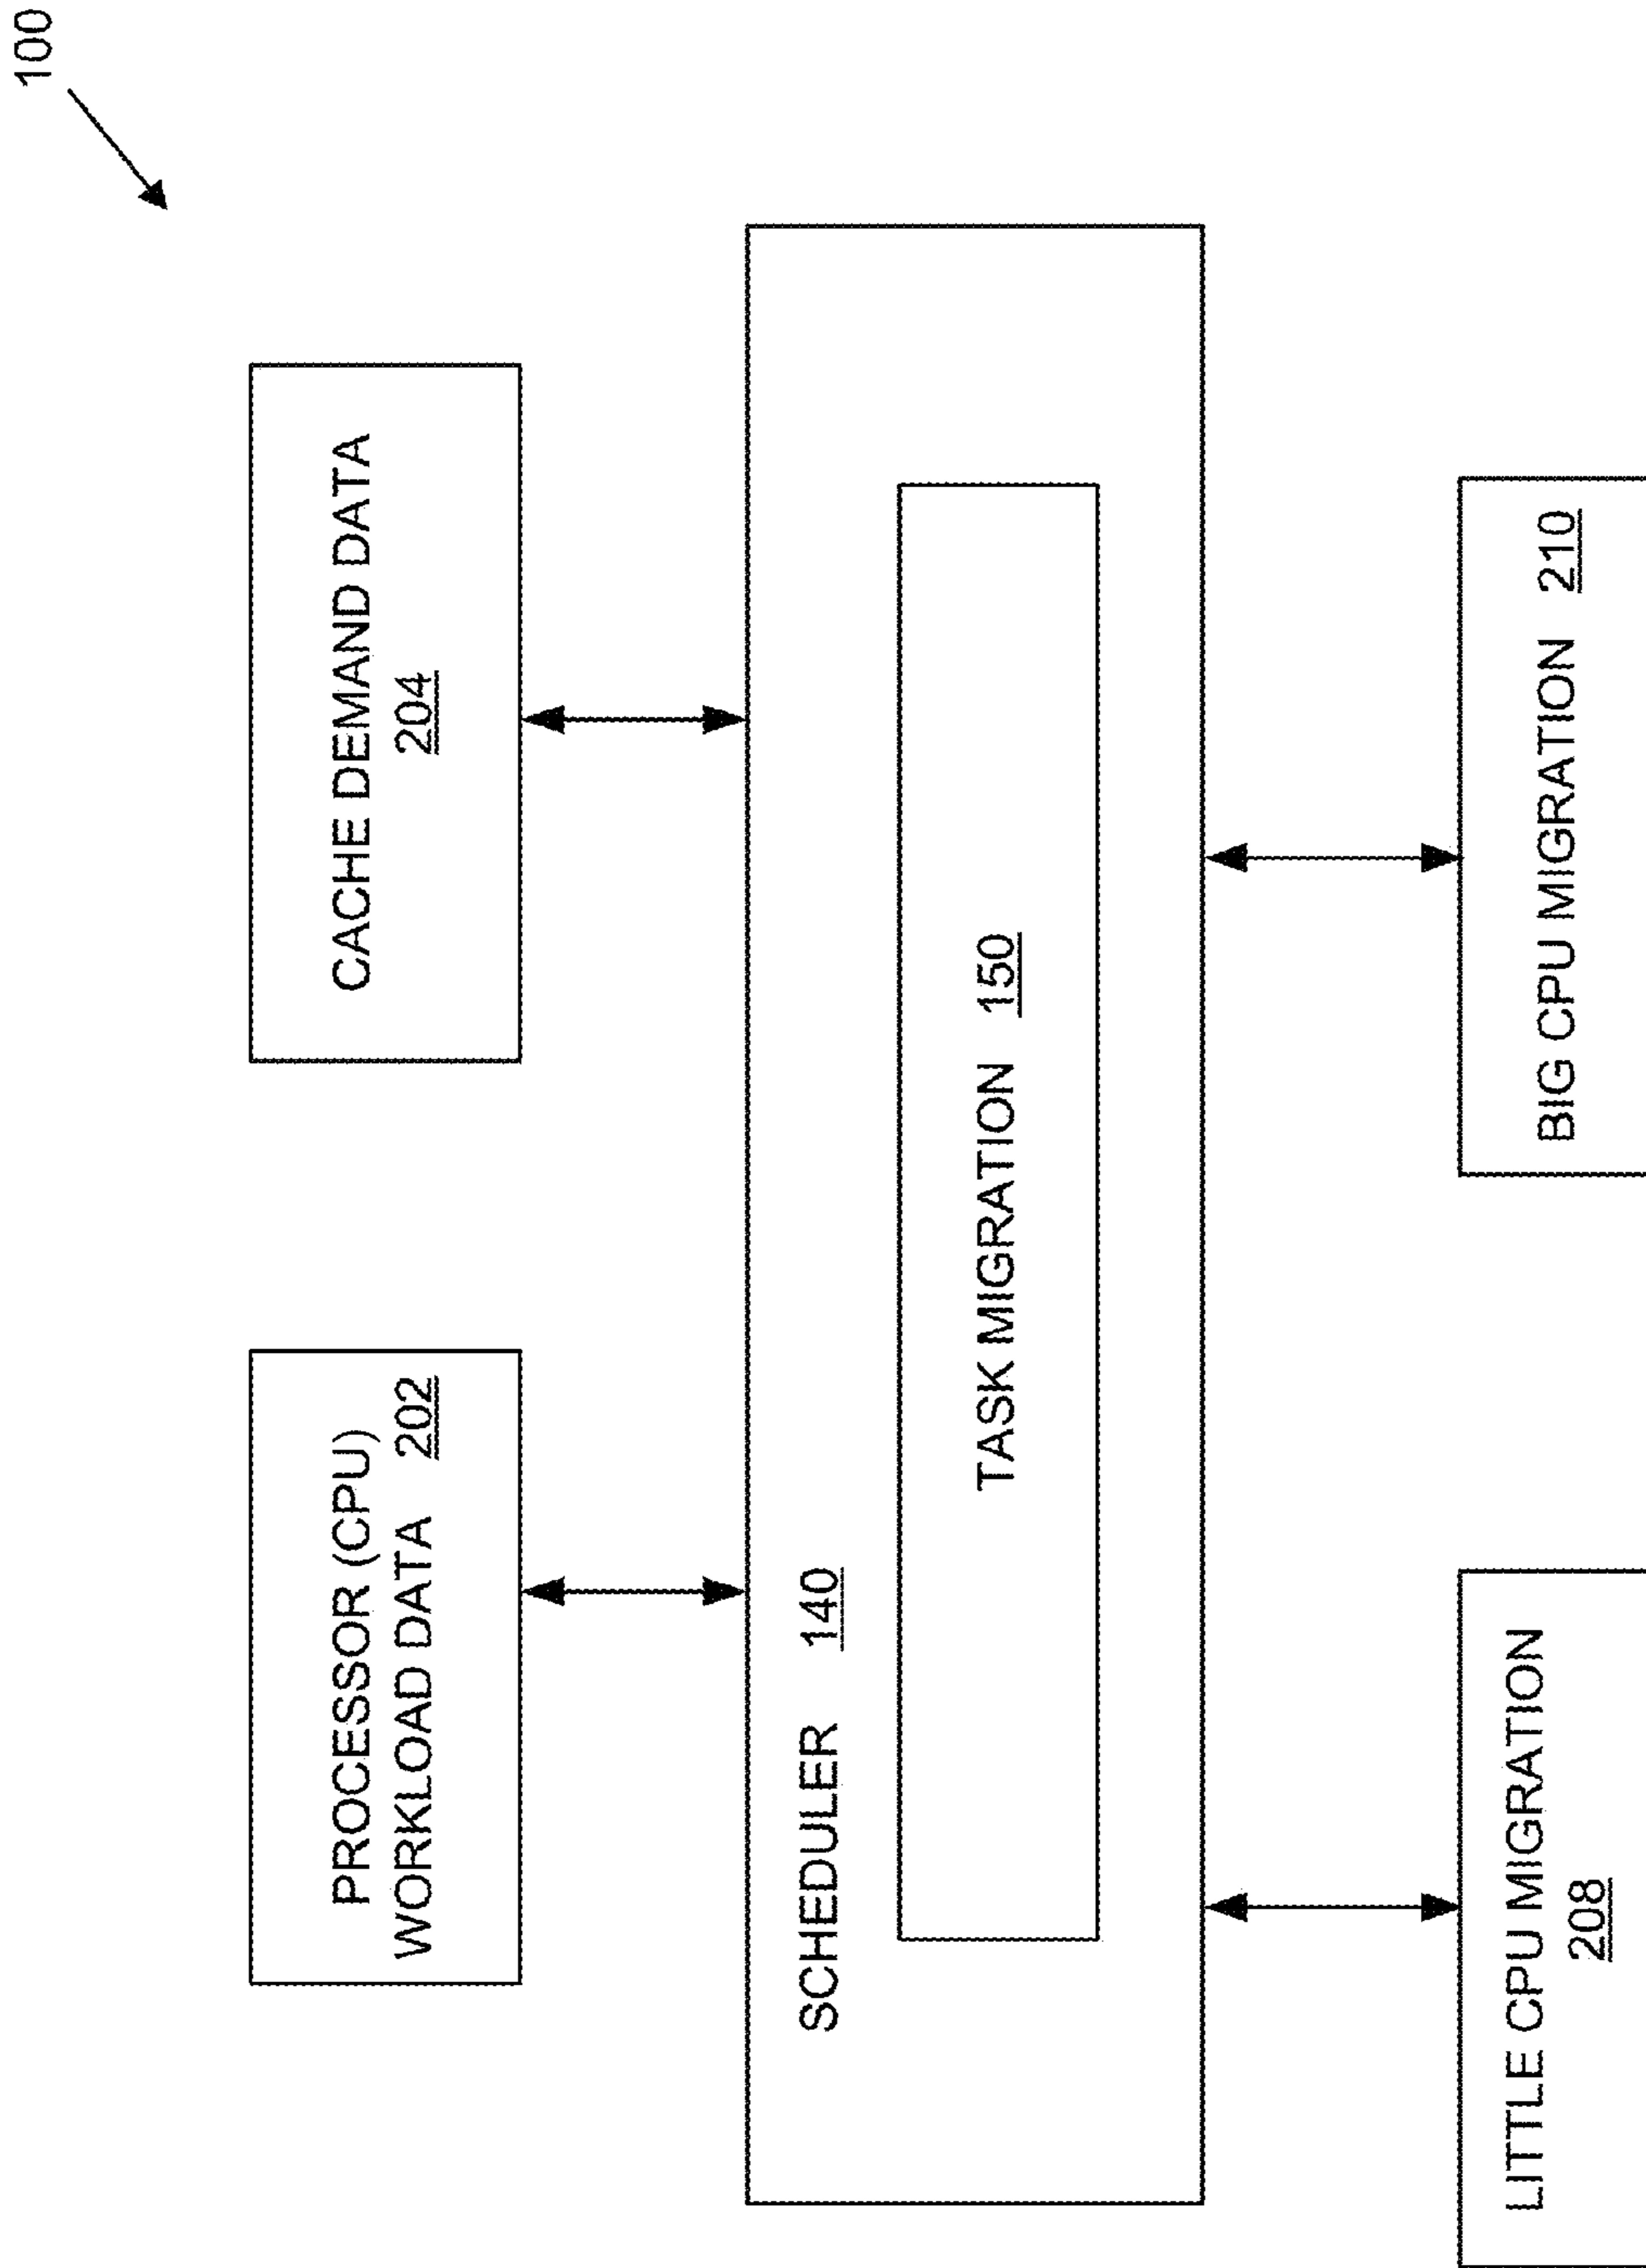 100
PROCESSOR (CPU)
WORKLOAD DATA 202
CACHE DEMAND DATA
204
SCHEDULER 140
TASK MIGRATION 150
LITTLE CPU MIGRATION
208
BIG CPU MIGRATION 210